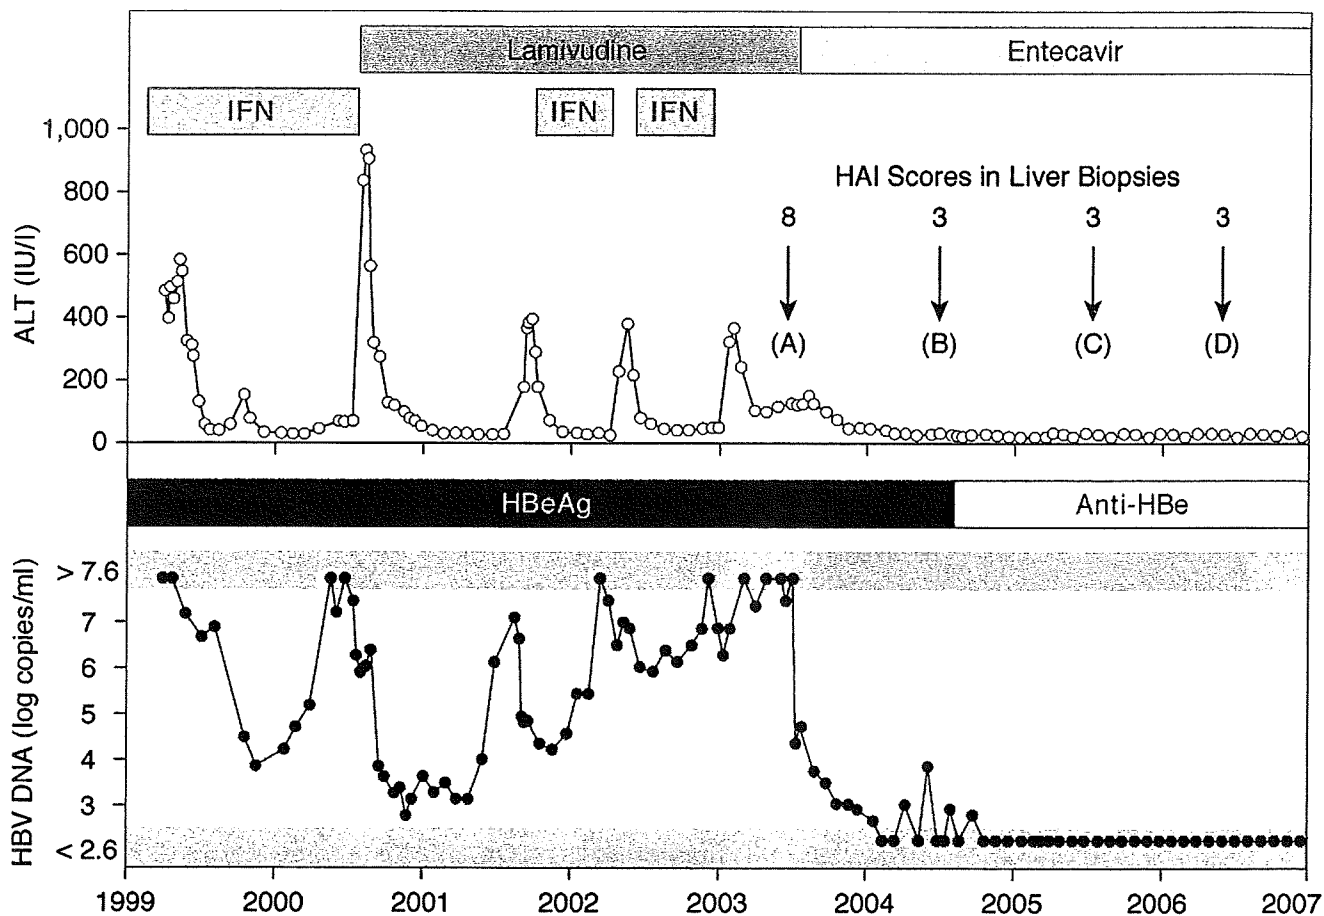 Lamivudine Entecavir
IFN IFN IFN
1,000
800
600
400
200
0
ALT (IU/l)
HAI Scores in Liver Biopsies
8 3 3 3
(A) (B) (C) (D)
HBeAg Anti-HBe
> 7.6
7
6
5
4
3
< 2.6
HBV DNA (log copies/ml)
1999 2000 2001 2002 2003 2004 2005 2006 2007